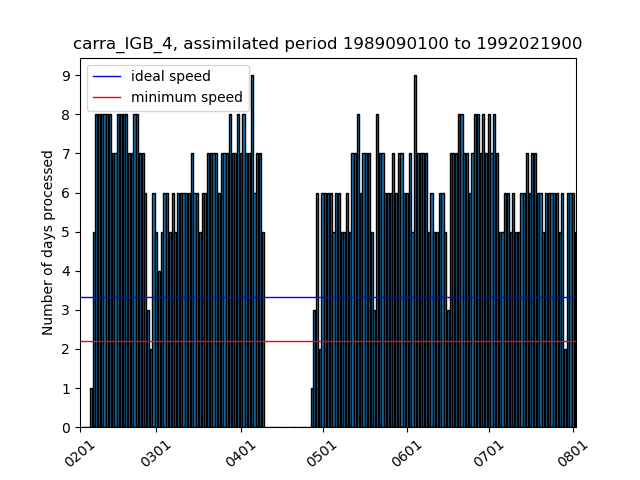 carra_IGB_4, assimilated period 1989090100 to 1992021900
ideal speed
minimum speed
Number of days processed
9
8
7
6
5
4
3
2
1
0
0201 0301 0401 0501 0601 0701 0801